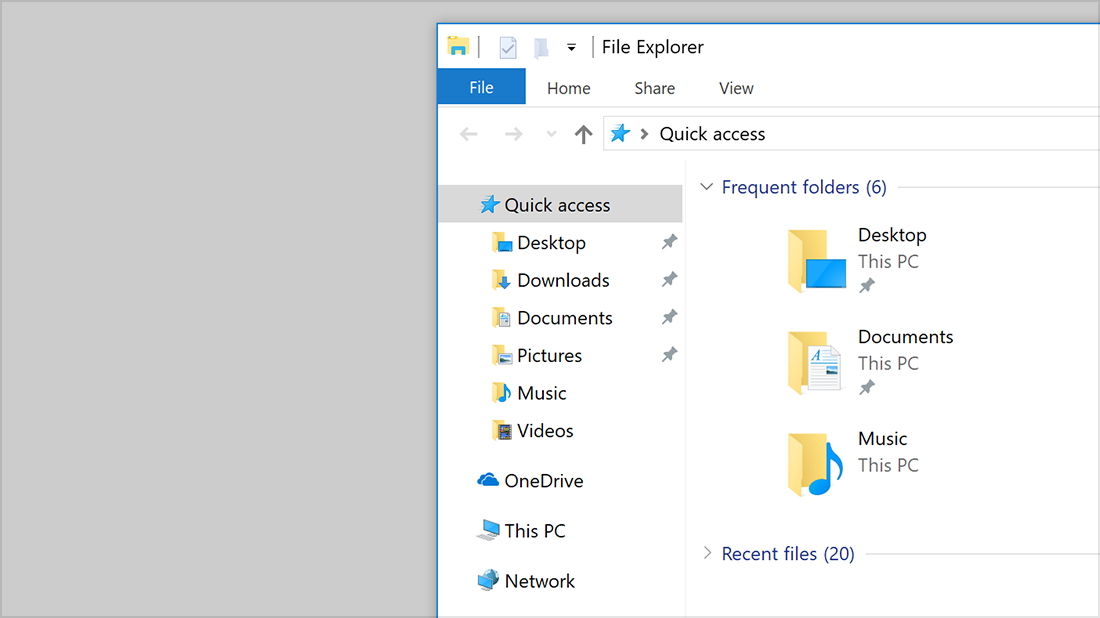 File Explorer
File Home Share View
Quick access
Quick access
Desktop
Downloads
Documents
Pictures
Music
Videos
OneDrive
This PC
Network
Frequent folders (6)
Desktop
This PC
Documents
This PC
Music
This PC
Recent files (20)